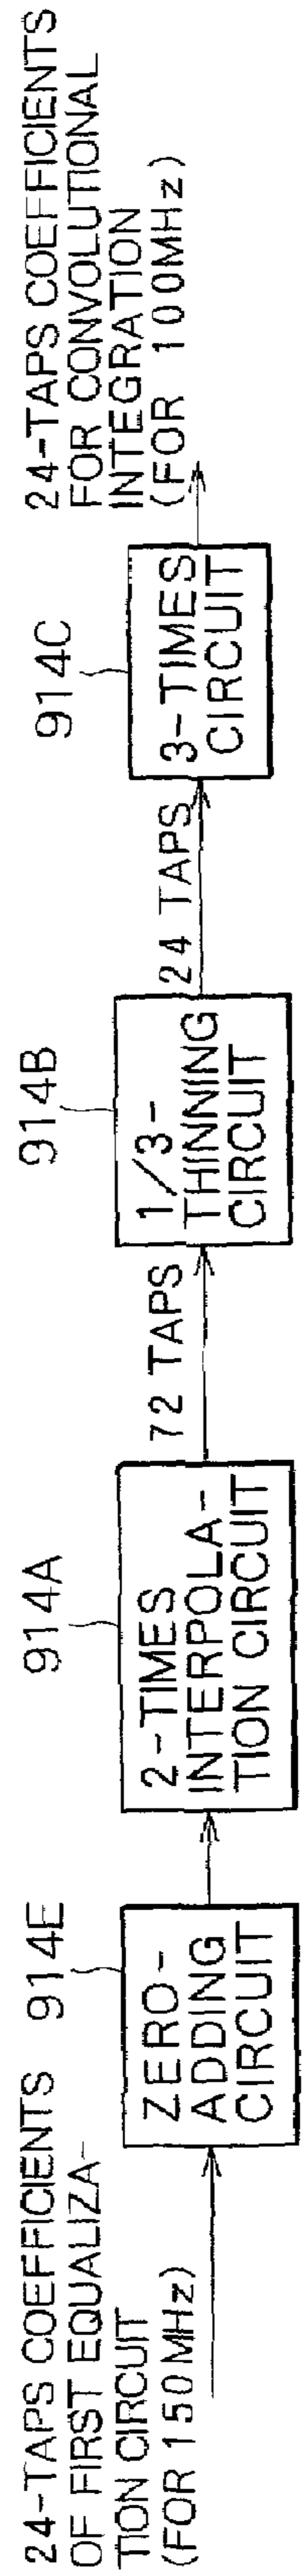 24-TAPS COEFFICIENTS
OF FIRST EQUALIZA-
TION CIRCUIT
(FOR 150MHz)
914E
ZERO-
ADDING
CIRCUIT
914A
2-TIMES
INTERPOLA-
TION CIRCUIT
72 TAPS
914B
1/3-
THINNING
CIRCUIT
24 TAPS
914C
3-TIMES
CIRCUIT
24-TAPS COEFFICIENTS
FOR CONVOLUTIONAL
INTEGRATION
(FOR 100MHz)